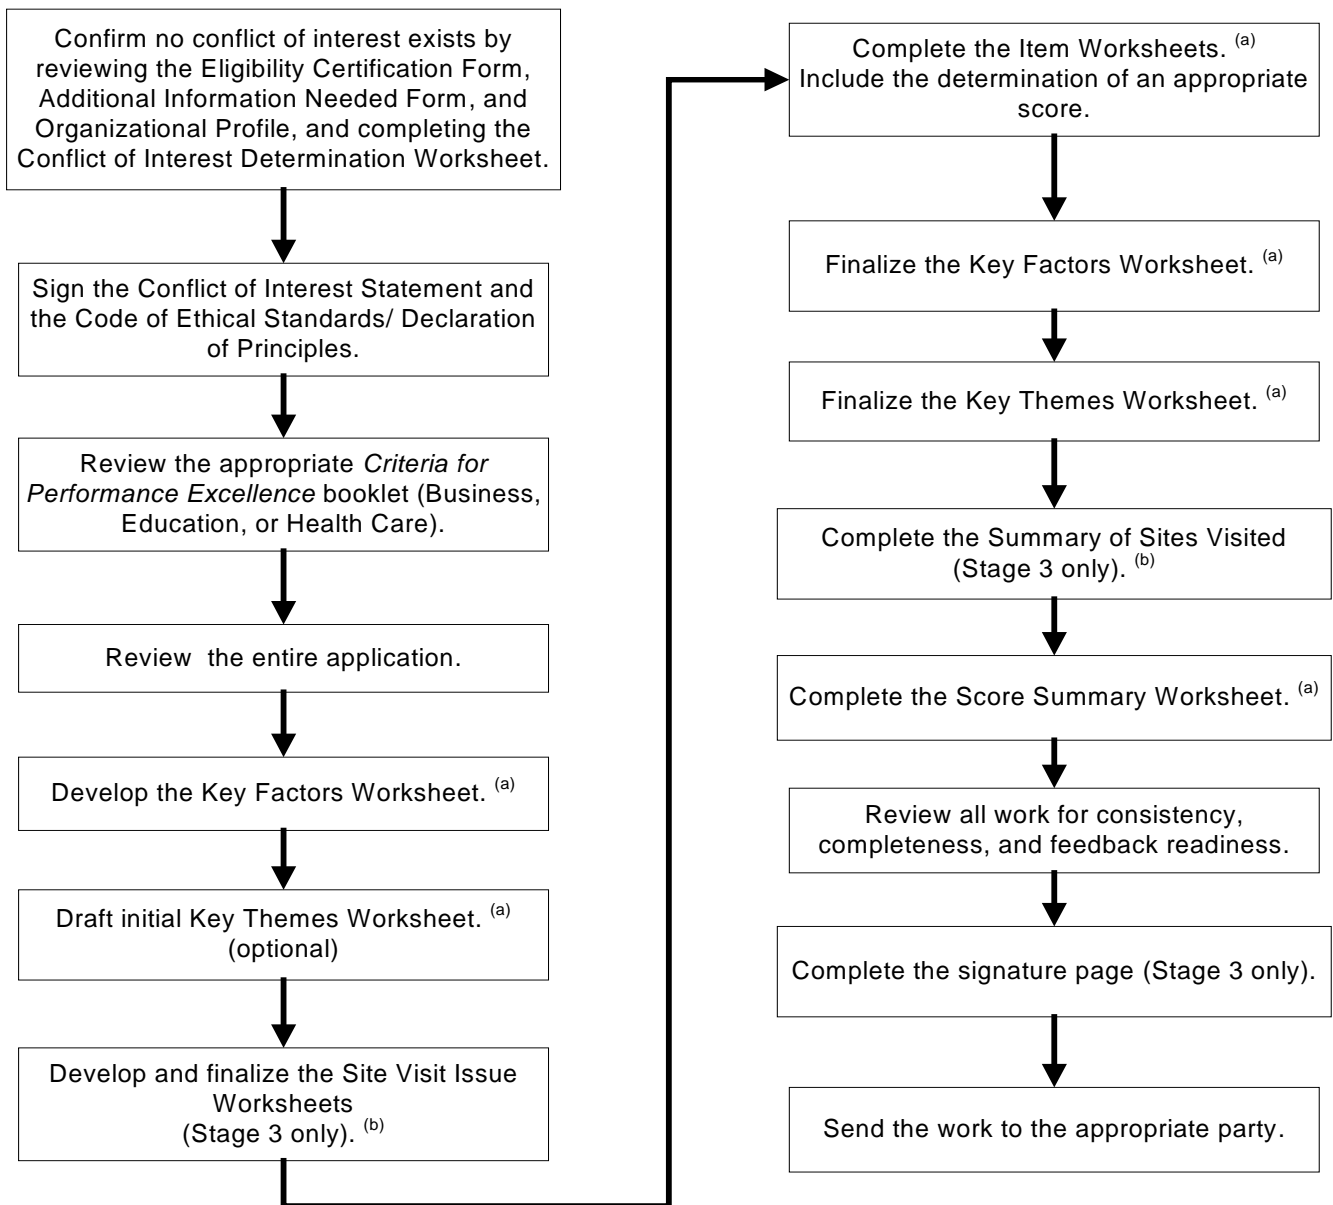 Confirm no conflict of interest exists by
reviewing the Eligibility Certification Form,
Additional Information Needed Form, and
Organizational Profile, and completing the
Conflict of Interest Determination Worksheet.
Sign the Conflict of Interest Statement and
the Code of Ethical Standards/ Declaration
of Principles.
Review the appropriate Criteria for
Performance Excellence booklet (Business,
Education, or Health Care).
Review  the entire application.
Develop the Key Factors Worksheet. (a)
Draft initial Key Themes Worksheet. (a)
(optional)
Develop and finalize the Site Visit Issue
Worksheets
(Stage 3 only). (b)
Complete the Item Worksheets. (a)
Include the determination of an appropriate
score.
Finalize the Key Factors Worksheet. (a)
Finalize the Key Themes Worksheet. (a)
Complete the Summary of Sites Visited
(Stage 3 only). (b)
Complete the Score Summary Worksheet. (a)
Review all work for consistency,
completeness, and feedback readiness.
Complete the signature page (Stage 3 only).
Send the work to the appropriate party.